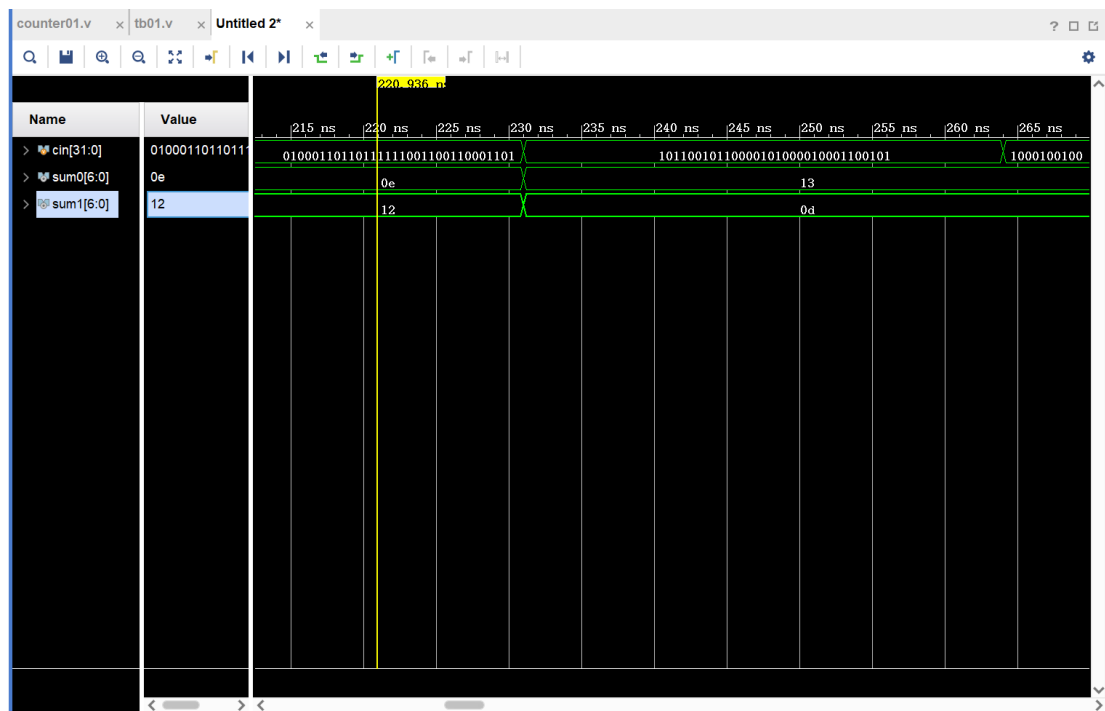 counter01.v × tb01.v × Untitled 2* ×
?
220.936 ns
Name Value
215 ns 220 ns 225 ns 230 ns 235 ns 240 ns 245 ns 250 ns 255 ns 260 ns 265 ns
cin[31:0] 01000110110111 01000110110111111001100110001101 10110010110000101000010001100101 1000100100
sum0[6:0] 0e 0e 13
sum1[6:0] 12 12 0d